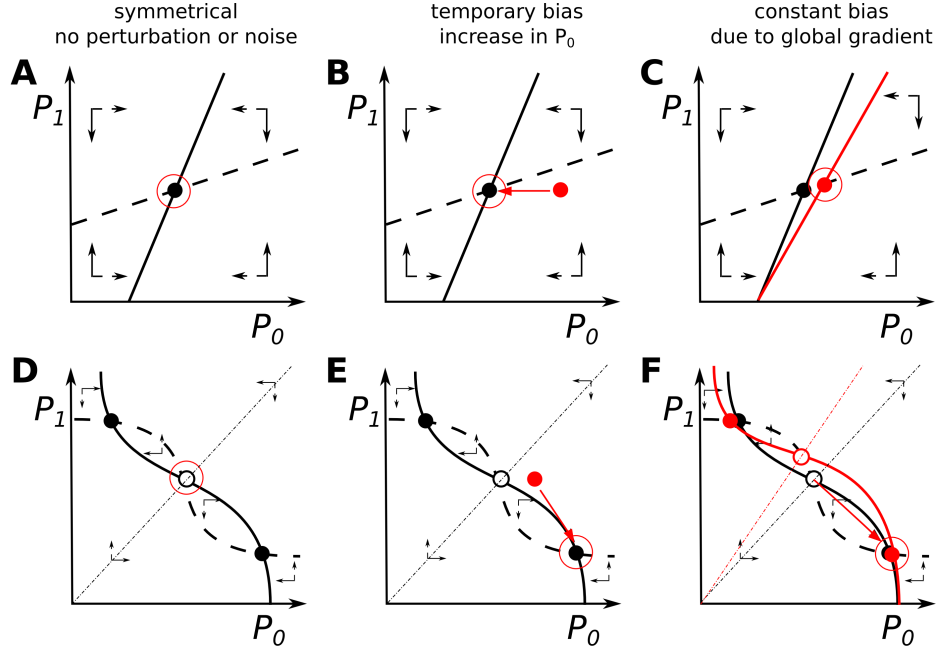 symmetrical
no perturbation or noise
temporary bias
increase in P0
constant bias
due to global gradient
A
P1
P0
B
P1
P0
C
P1
P0
D
P1
P0
E
P1
P0
F
P1
P0